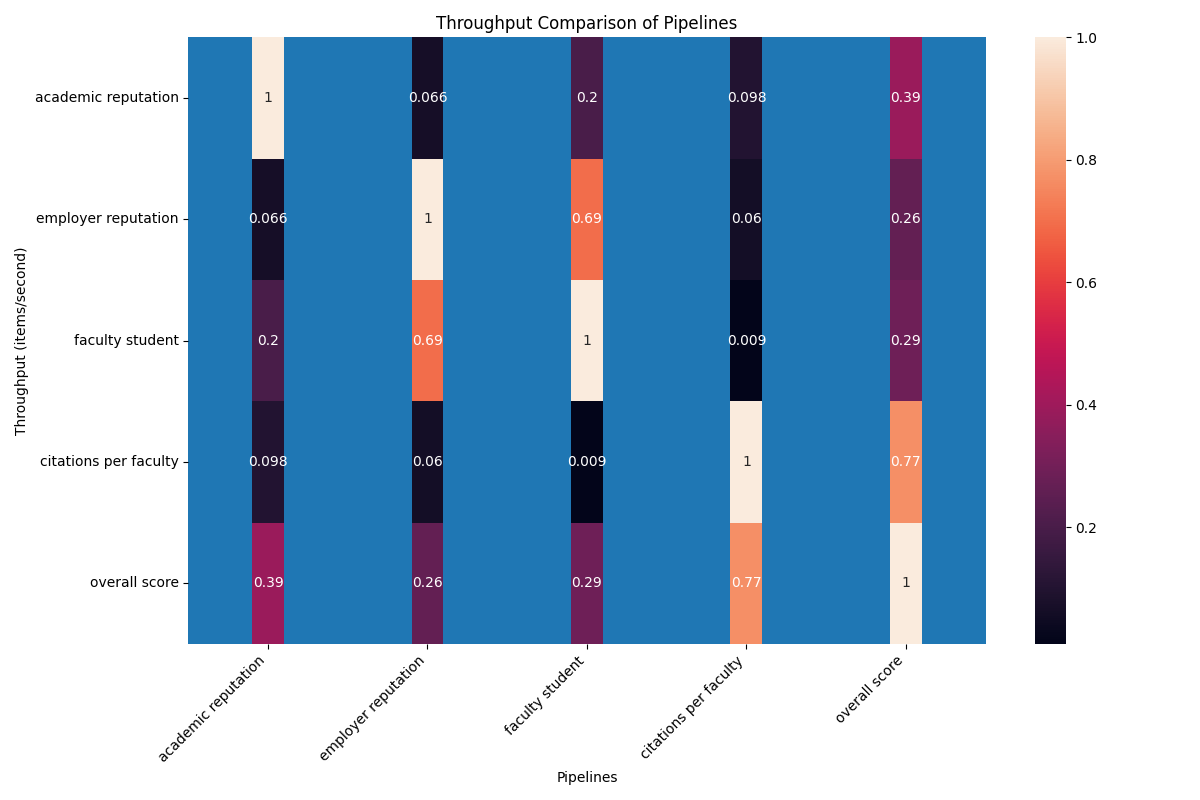 Throughput Comparison of Pipelines
Throughput (items/second)
academic reputation 1 0.066 0.2 0.098 0.39
employer reputation 0.066 1 0.69 0.06 0.26
faculty student 0.2 0.69 1 0.009 0.29
citations per faculty 0.098 0.06 0.009 1 0.77
overall score 0.39 0.26 0.29 0.77 1
academic reputation
employer reputation
faculty student
citations per faculty
overall score
Pipelines
1.0
0.8
0.6
0.4
0.2